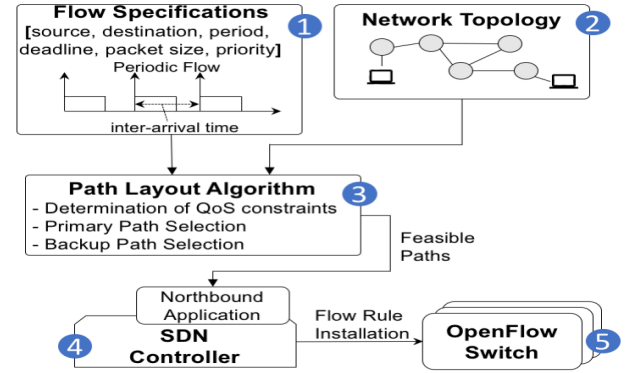 Flow Specifications
[source, destination, period,
deadline, packet size, priority]
Periodic Flow
inter-arrival time
1
Network Topology
2
Path Layout Algorithm
- Determination of QoS constraints
- Primary Path Selection
- Backup Path Selection
3
Feasible
Paths
Northbound
Application
SDN
Controller
4
Flow Rule
Installation
OpenFlow
Switch
5